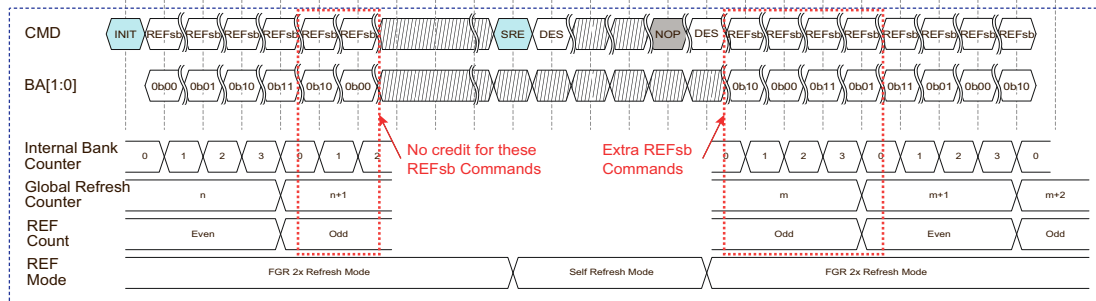 CMD INIT REFsb REFsb REFsb REFsb REFsb REFsb SRE DES NOP DES REFsb REFsb REFsb REFsb REFsb REFsb REFsb REFsb
BA[1:0] 0b00 0b01 0b10 0b11 0b10 0b00 0b10 0b00 0b11 0b01 0b11 0b01 0b00 0b10
No credit for these
REFsb Commands
Extra REFsb
Commands
Internal Bank
Counter
0 1 2 3 0 1 2 0 1 2 3 0 1 2 3 0
Global Refresh
Counter
n n+1 m m+1 m+2
REF
Count
Even Odd Odd Even Odd
REF
Mode
FGR 2x Refresh Mode Self Refresh Mode FGR 2x Refresh Mode